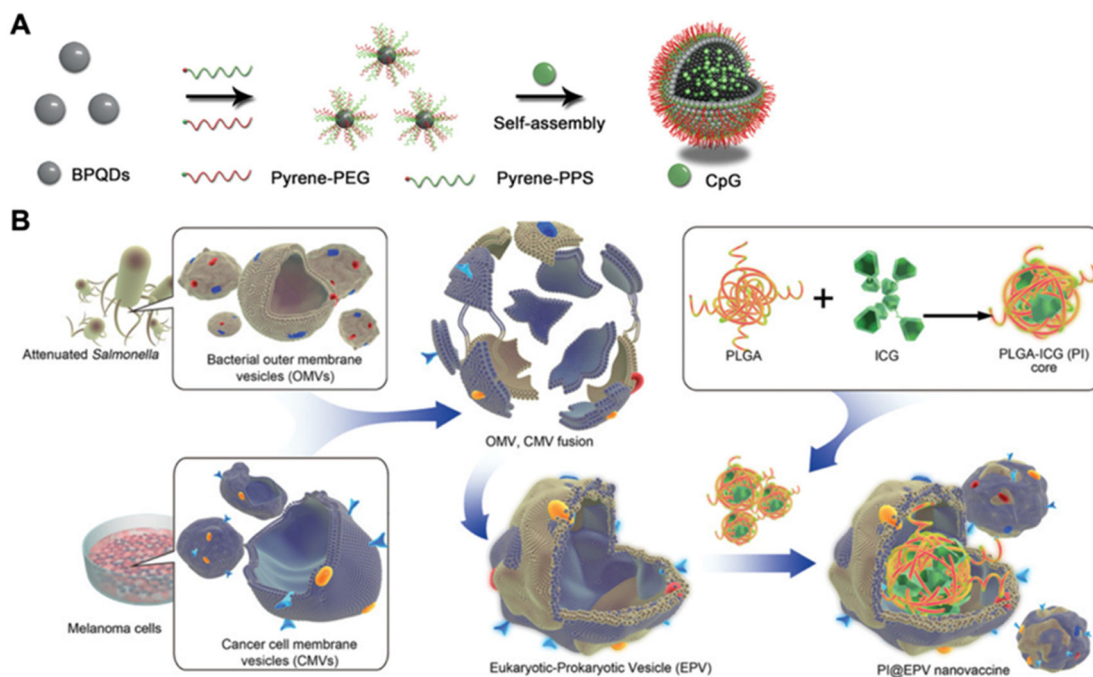 A
BPQDs
Pyrene-PEG
Self-assembly
Pyrene-PPS
CpG
B
Attenuated Salmonella
Bacterial outer membrane
vesicles (OMVs)
OMV, CMV fusion
PLGA
+
ICG
PLGA-ICG (PI)
core
Melanoma cells
Cancer cell membrane
vesicles (CMVs)
Eukaryotic-Prokaryotic Vesicle (EPV)
PI@EPV nanovaccine